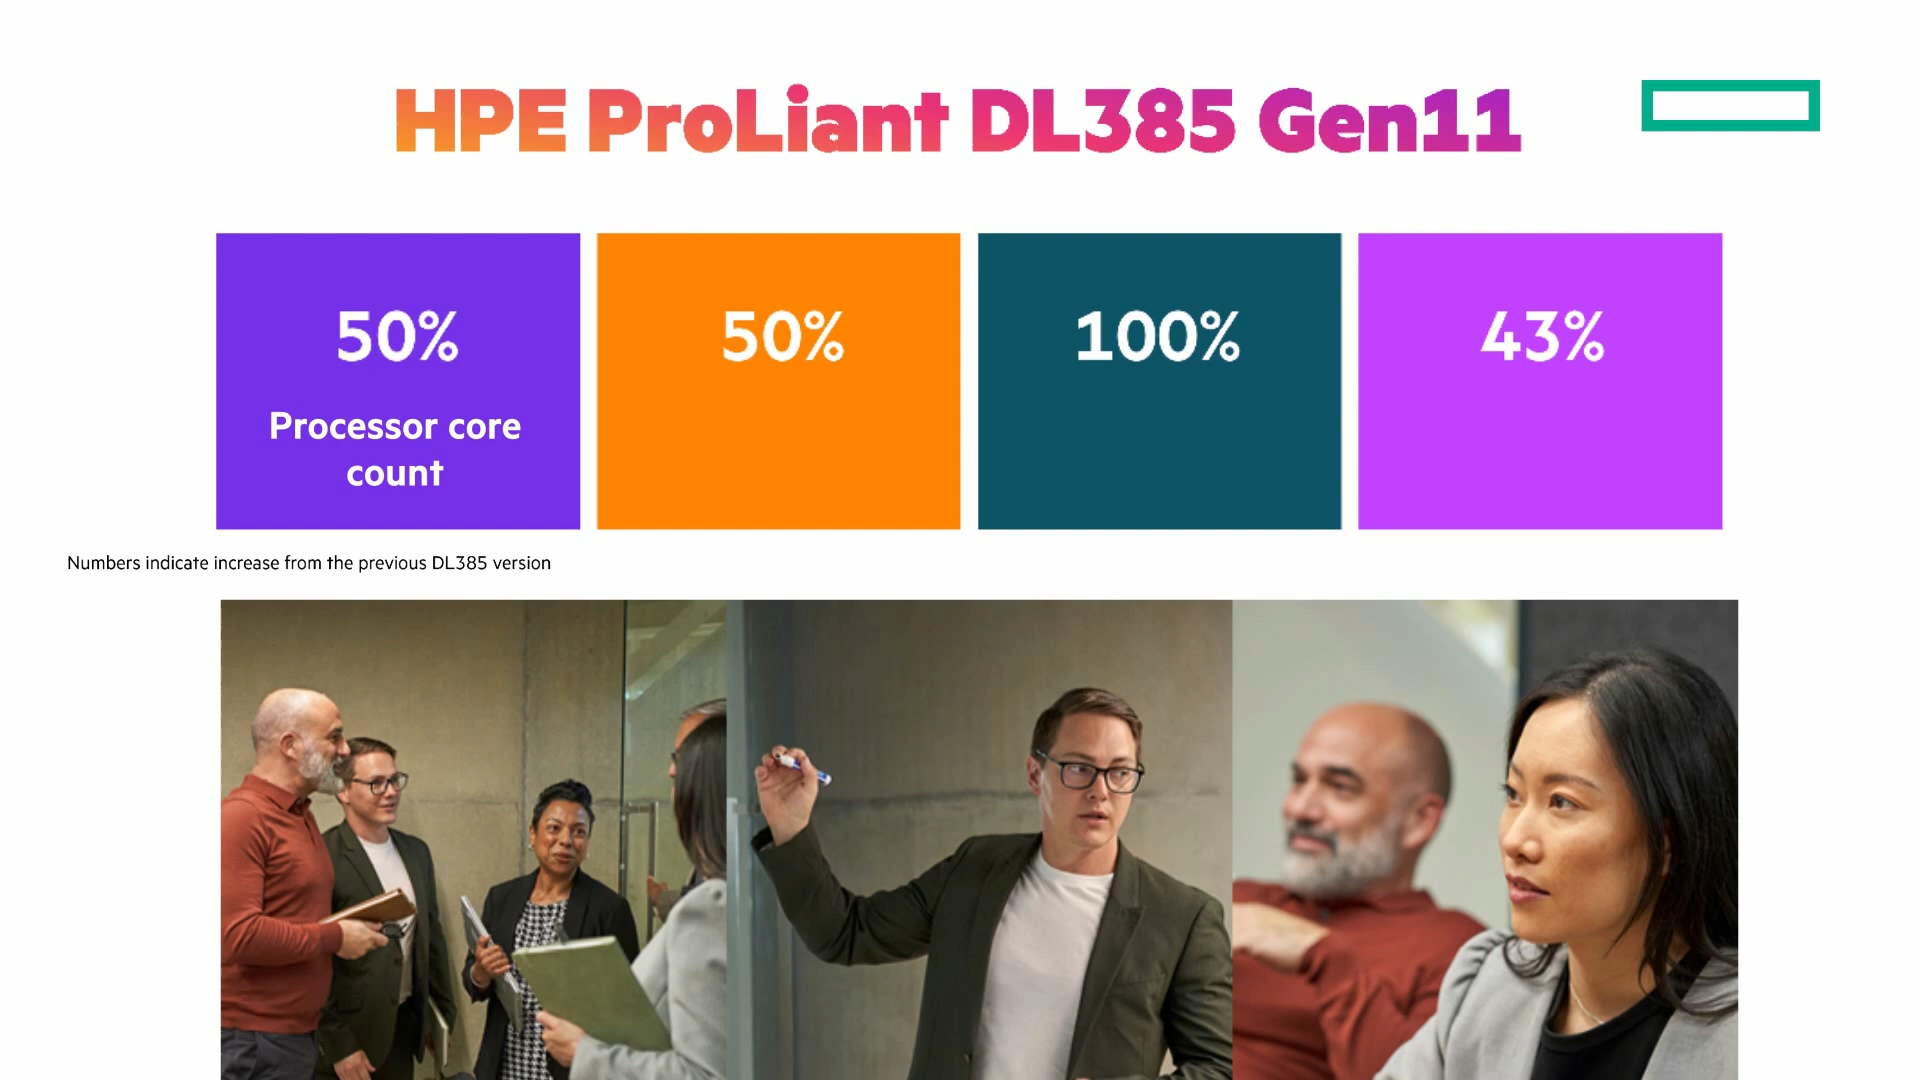 HPE ProLiant DL385 Gen11
50%
Processor core
count
50%
100%
43%
Numbers indicate increase from the previous DL385 version